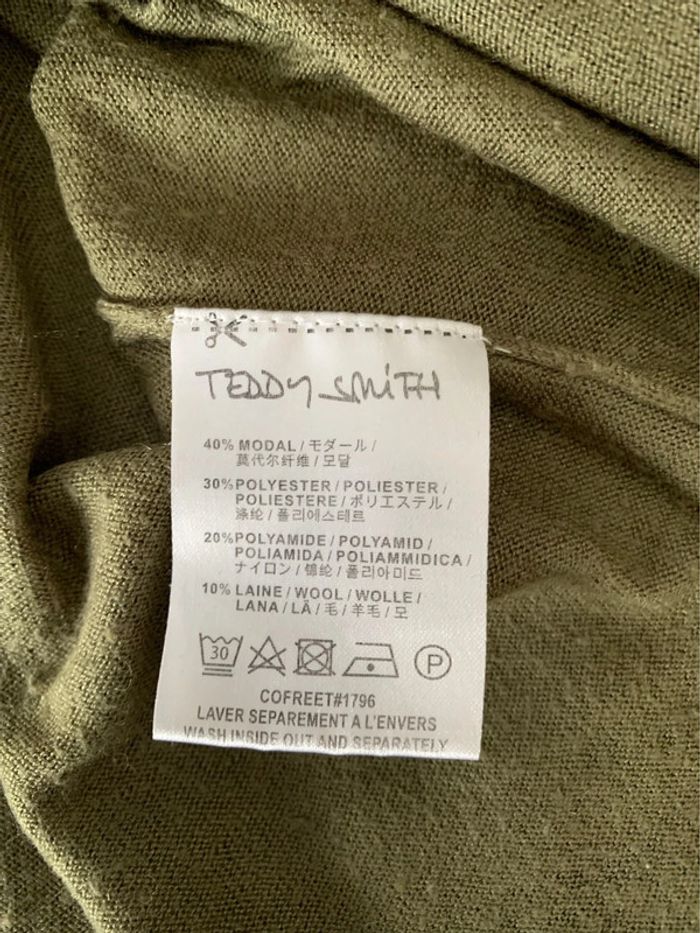 TEDDY SMITH
40% MODAL / モダール /
莫代尔纤维 / 모달
30% POLYESTER / POLIESTER /
POLIESTERE / ポリエステル /
涤纶 / 폴리에스테르
20% POLYAMIDE / POLYAMID /
POLIAMIDA / POLIAMMIDICA /
ナイロン / 锦纶 / 폴리아미드
10% LAINE / WOOL / WOLLE /
LANA / LÃ / 毛 / 羊毛 / 모
30 P
COFREET#1796
LAVER SEPAREMENT A L'ENVERS
WASH INSIDE OUT AND SEPARATELY